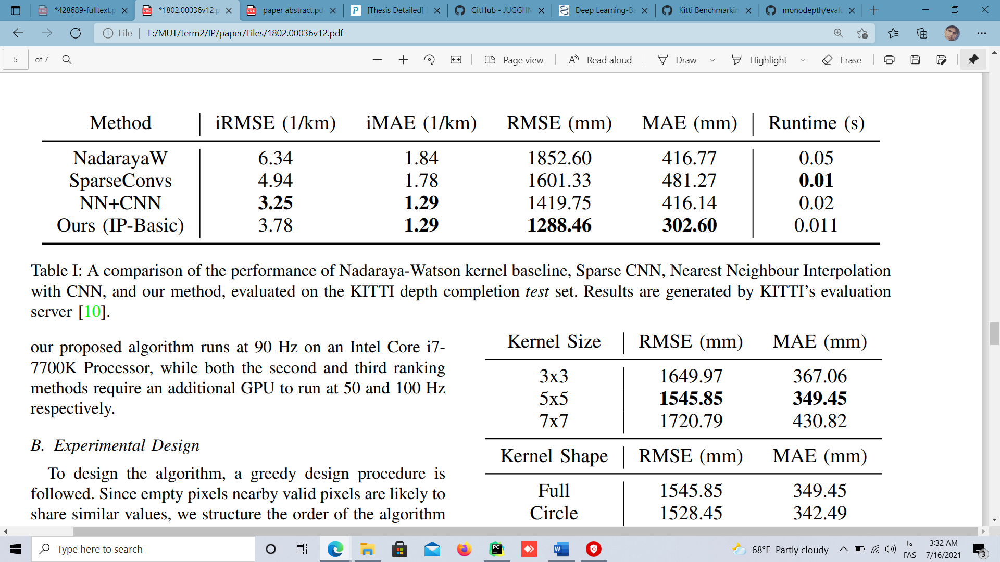 *428689-fulltext.p
*1802.00036v12.p
paper abstract.pd
[Thesis Detailed]
GitHub - JUGGHM
Deep Learning-Ba
Kitti Benchmarkin
monodepth/evalu
File
E:/MUT/term2/IP/paper/Files/1802.00036v12.pdf
5 of 7
Page view
Read aloud
Draw
Highlight
Erase
Method iRMSE (1/km) iMAE (1/km) RMSE (mm) MAE (mm) Runtime (s)
NadarayaW 6.34 1.84 1852.60 416.77 0.05
SparseConvs 4.94 1.78 1601.33 481.27 0.01
NN+CNN 3.25 1.29 1419.75 416.14 0.02
Ours (IP-Basic) 3.78 1.29 1288.46 302.60 0.011
Table I: A comparison of the performance of Nadaraya-Watson kernel baseline, Sparse CNN, Nearest Neighbour Interpolation
with CNN, and our method, evaluated on the KITTI depth completion test set. Results are generated by KITTI's evaluation
server [10].
our proposed algorithm runs at 90 Hz on an Intel Core i7-
7700K Processor, while both the second and third ranking
methods require an additional GPU to run at 50 and 100 Hz
respectively.
B. Experimental Design
To design the algorithm, a greedy design procedure is
followed. Since empty pixels nearby valid pixels are likely to
share similar values, we structure the order of the algorithm
Kernel Size RMSE (mm) MAE (mm)
3x3 1649.97 367.06
5x5 1545.85 349.45
7x7 1720.79 430.82
Kernel Shape RMSE (mm) MAE (mm)
Full 1545.85 349.45
Circle 1528.45 342.49
Type here to search
68°F Partly cloudy
فا
FAS
3:32 AM
7/16/2021
3